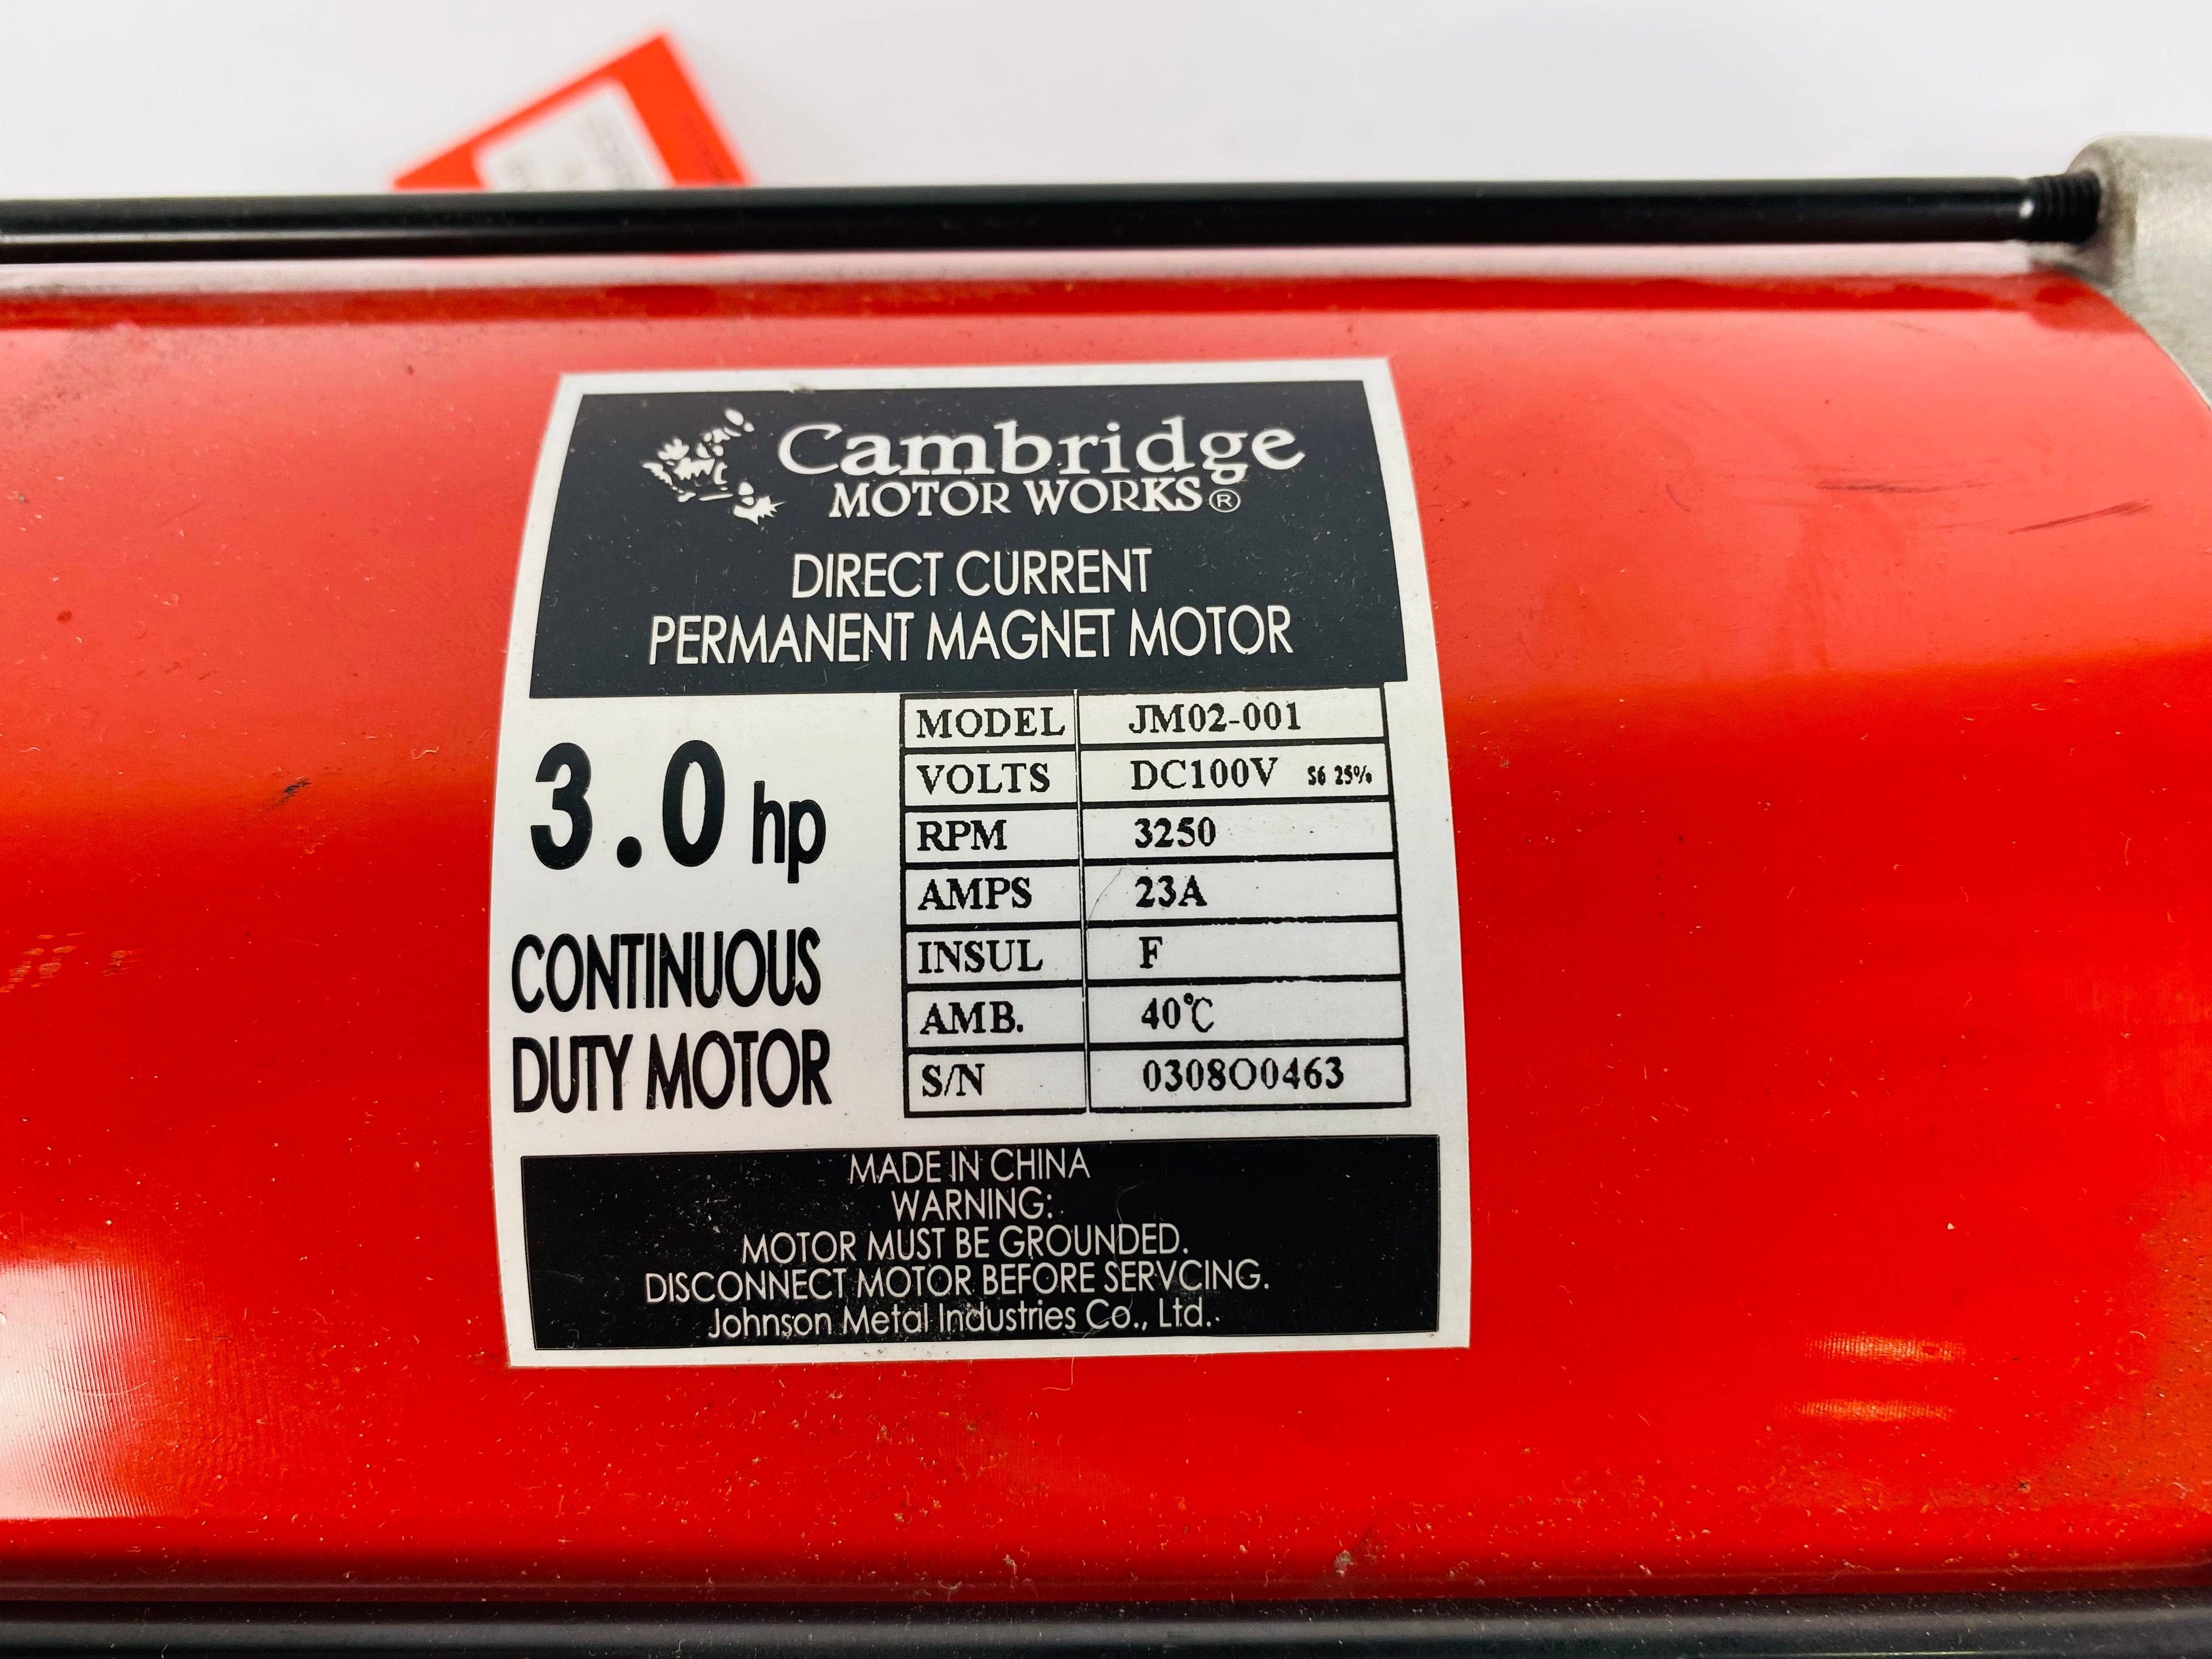 Cambridge
MOTOR WORKS®
DIRECT CURRENT
PERMANENT MAGNET MOTOR
3.0 hp
CONTINUOUS
DUTY MOTOR
MODEL JM02-001
VOLTS DC100V S6 25%
RPM 3250
AMPS 23A
INSUL F
AMB. 40℃
S/N 0308O0463
MADE IN CHINA
WARNING:
MOTOR MUST BE GROUNDED.
DISCONNECT MOTOR BEFORE SERVCING.
Johnson Metal Industries Co., Ltd.